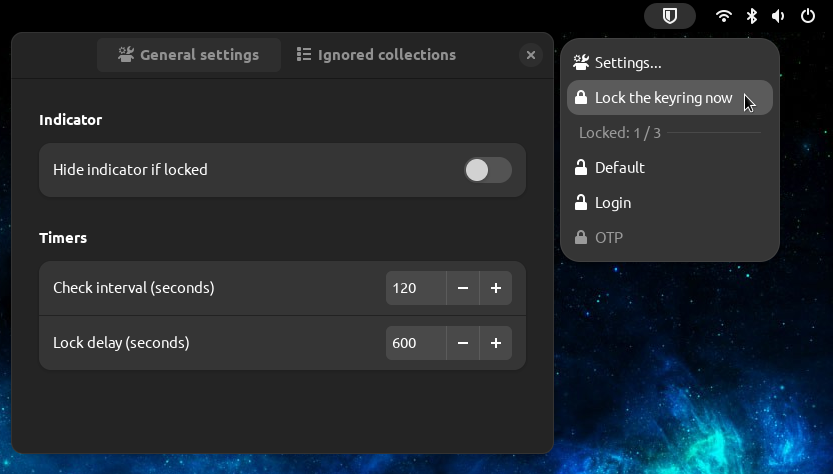 General settings
Ignored collections
Indicator
Hide indicator if locked
Timers
Check interval (seconds)
120
Lock delay (seconds)
600
Settings...
Lock the keyring now
Locked: 1 / 3
Default
Login
OTP